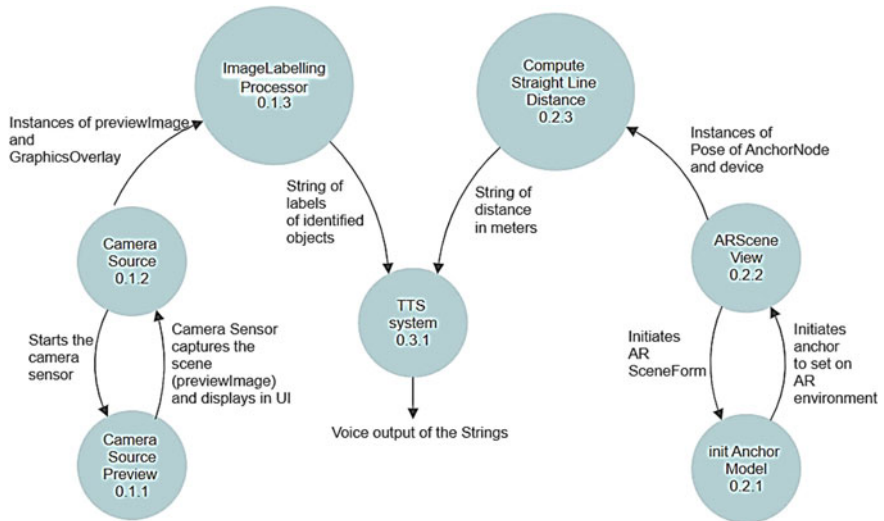 ImageLabelling
Processor
0.1.3
Compute
Straight Line
Distance
0.2.3
Instances of previewImage
and
GraphicsOverlay
Instances of
Pose of AnchorNode
and device
String of
labels
of identified
objects
String of
distance
in meters
Camera
Source
0.1.2
ARScene
View
0.2.2
TTS
system
0.3.1
Starts the
camera
sensor
Camera Sensor
captures the
scene
(previewImage)
and displays in UI
Initiates
AR
SceneForm
Initiates
anchor
to set on
AR
environment
Voice output of the Strings
Camera
Source
Preview
0.1.1
init Anchor
Model
0.2.1